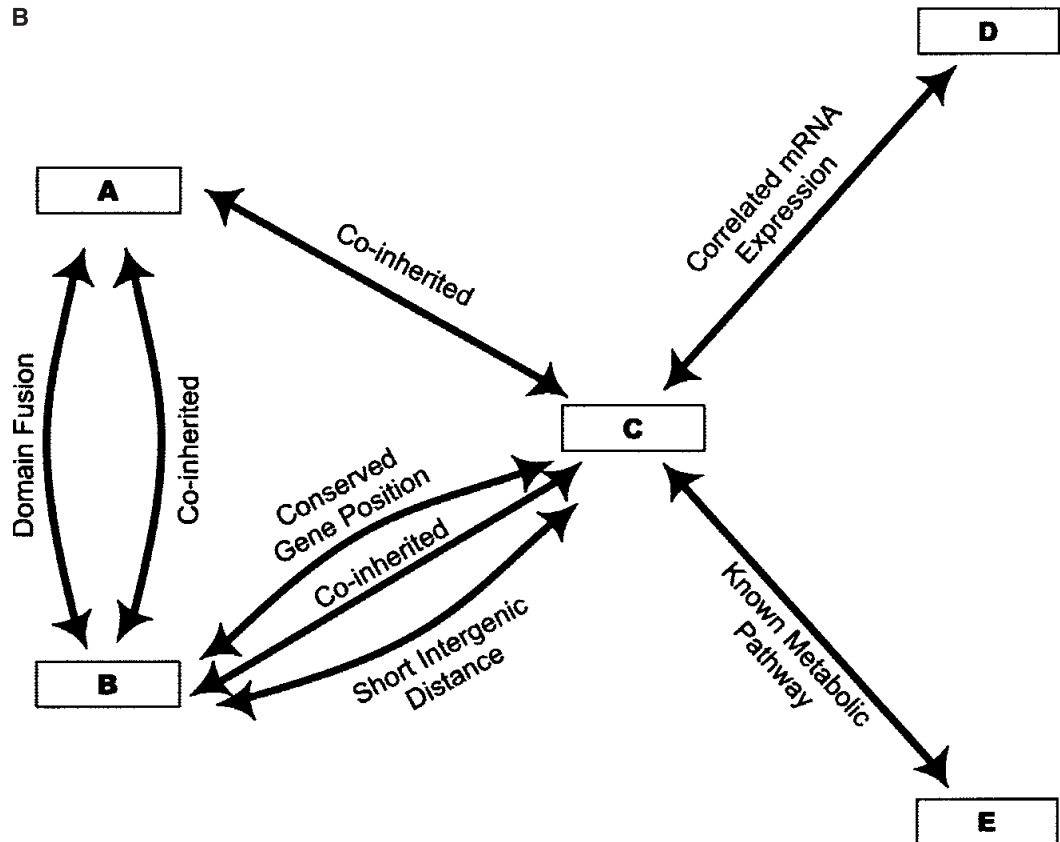 B
D
A
Correlated mRNA
Expression
Co-inherited
Domain Fusion
Co-inherited
C
Conserved
Gene Position
Co-inherited
Short Intergenic
Distance
Known Metabolic
Pathway
B
E